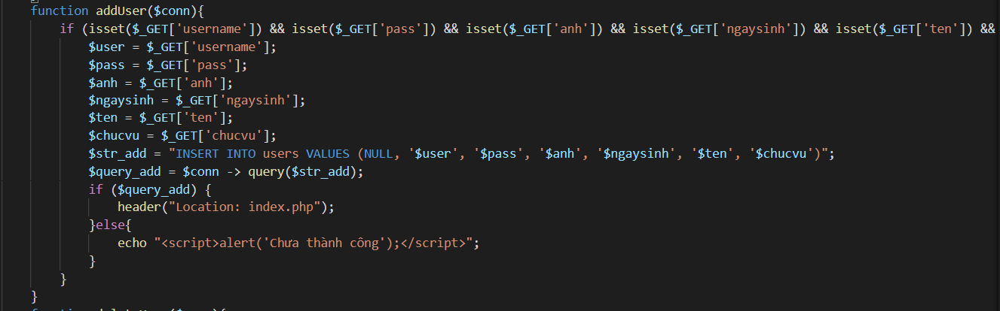 function addUser($conn){
if (isset($_GET['username']) && isset($_GET['pass']) && isset($_GET['anh']) && isset($_GET['ngaysinh']) && isset($_GET['ten']) &&
$user = $_GET['username'];
$pass = $_GET['pass'];
$anh = $_GET['anh'];
$ngaysinh = $_GET['ngaysinh'];
$ten = $_GET['ten'];
$chucvu = $_GET['chucvu'];
$str_add = "INSERT INTO users VALUES (NULL, '$user', '$pass', '$anh', '$ngaysinh', '$ten', '$chucvu')";
$query_add = $conn -> query($str_add);
if ($query_add) {
header("Location: index.php");
}else{
echo "<script>alert('Chưa thành công');</script>";
}
}
}